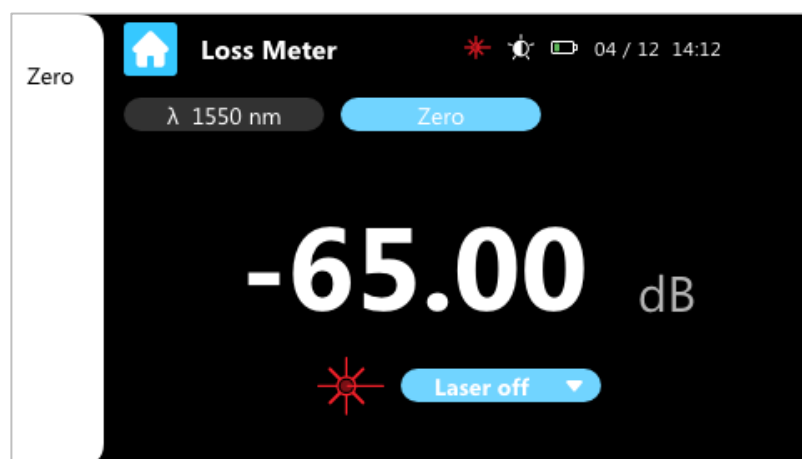 Zero
Loss Meter 04 / 12 14:12
λ 1550 nm Zero
-65.00 dB
Laser off